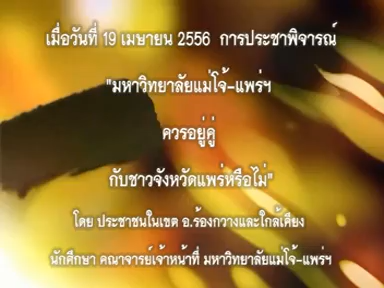 เมื่อวันที่ 19 เมษายน 2556 การประชาพิจารณ์
"มหาวิทยาลัยแม่โจ้-แพร่ฯ
ควรอยู่คู่
กับชาวจังหวัดแพร่หรือไม่"
โดย ประชาชนในเขต อ.ร้องกวางและใกล้เคียง
นักศึกษา คณาจารย์เจ้าหน้าที่ มหาวิทยาลัยแม่โจ้-แพร่ฯ